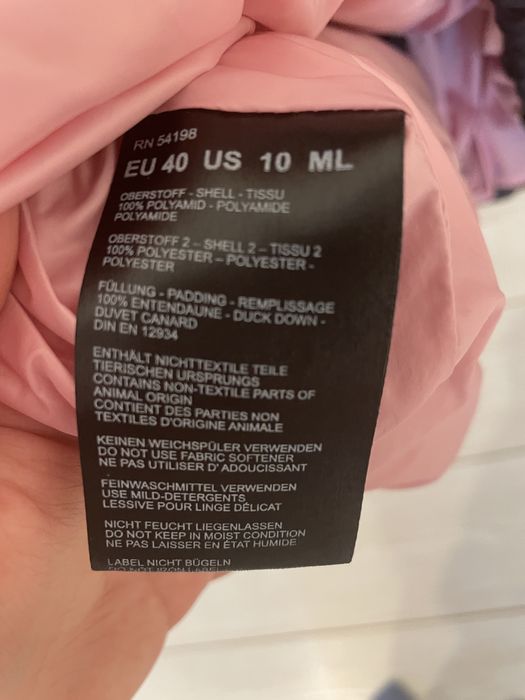 RN 54198
EU 40 US 10 ML
OBERSTOFF - SHELL - TISSU
100% POLYAMID - POLYAMIDE
POLYAMIDE
OBERSTOFF 2 – SHELL 2 – TISSU 2
100% POLYESTER – POLYESTER -
POLYESTER
FÜLLUNG - PADDING - REMPLISSAGE
100% ENTENDAUNE - DUCK DOWN -
DUVET CANARD
DIN EN 12934
ENTHÄLT NICHTTEXTILE TEILE
TIERISCHEN URSPRUNGS
CONTAINS NON-TEXTILE PARTS OF
ANIMAL ORIGIN
CONTIENT DES PARTIES NON
TEXTILES D'ORIGINE ANIMALE
KEINEN WEICHSPÜLER VERWENDEN
DO NOT USE FABRIC SOFTENER
NE PAS UTILISER D'ADOUCISSANT
FEINWASCHMITTEL VERWENDEN
USE MILD-DETERGENTS
LESSIVE POUR LINGE DÉLICAT
NICHT FEUCHT LIEGENLASSEN
DO NOT KEEP IN MOIST CONDITION
NE PAS LAISSER EN ÉTAT HUMIDE
LABEL NICHT BÜGELN
DO NOT IRON LABEL